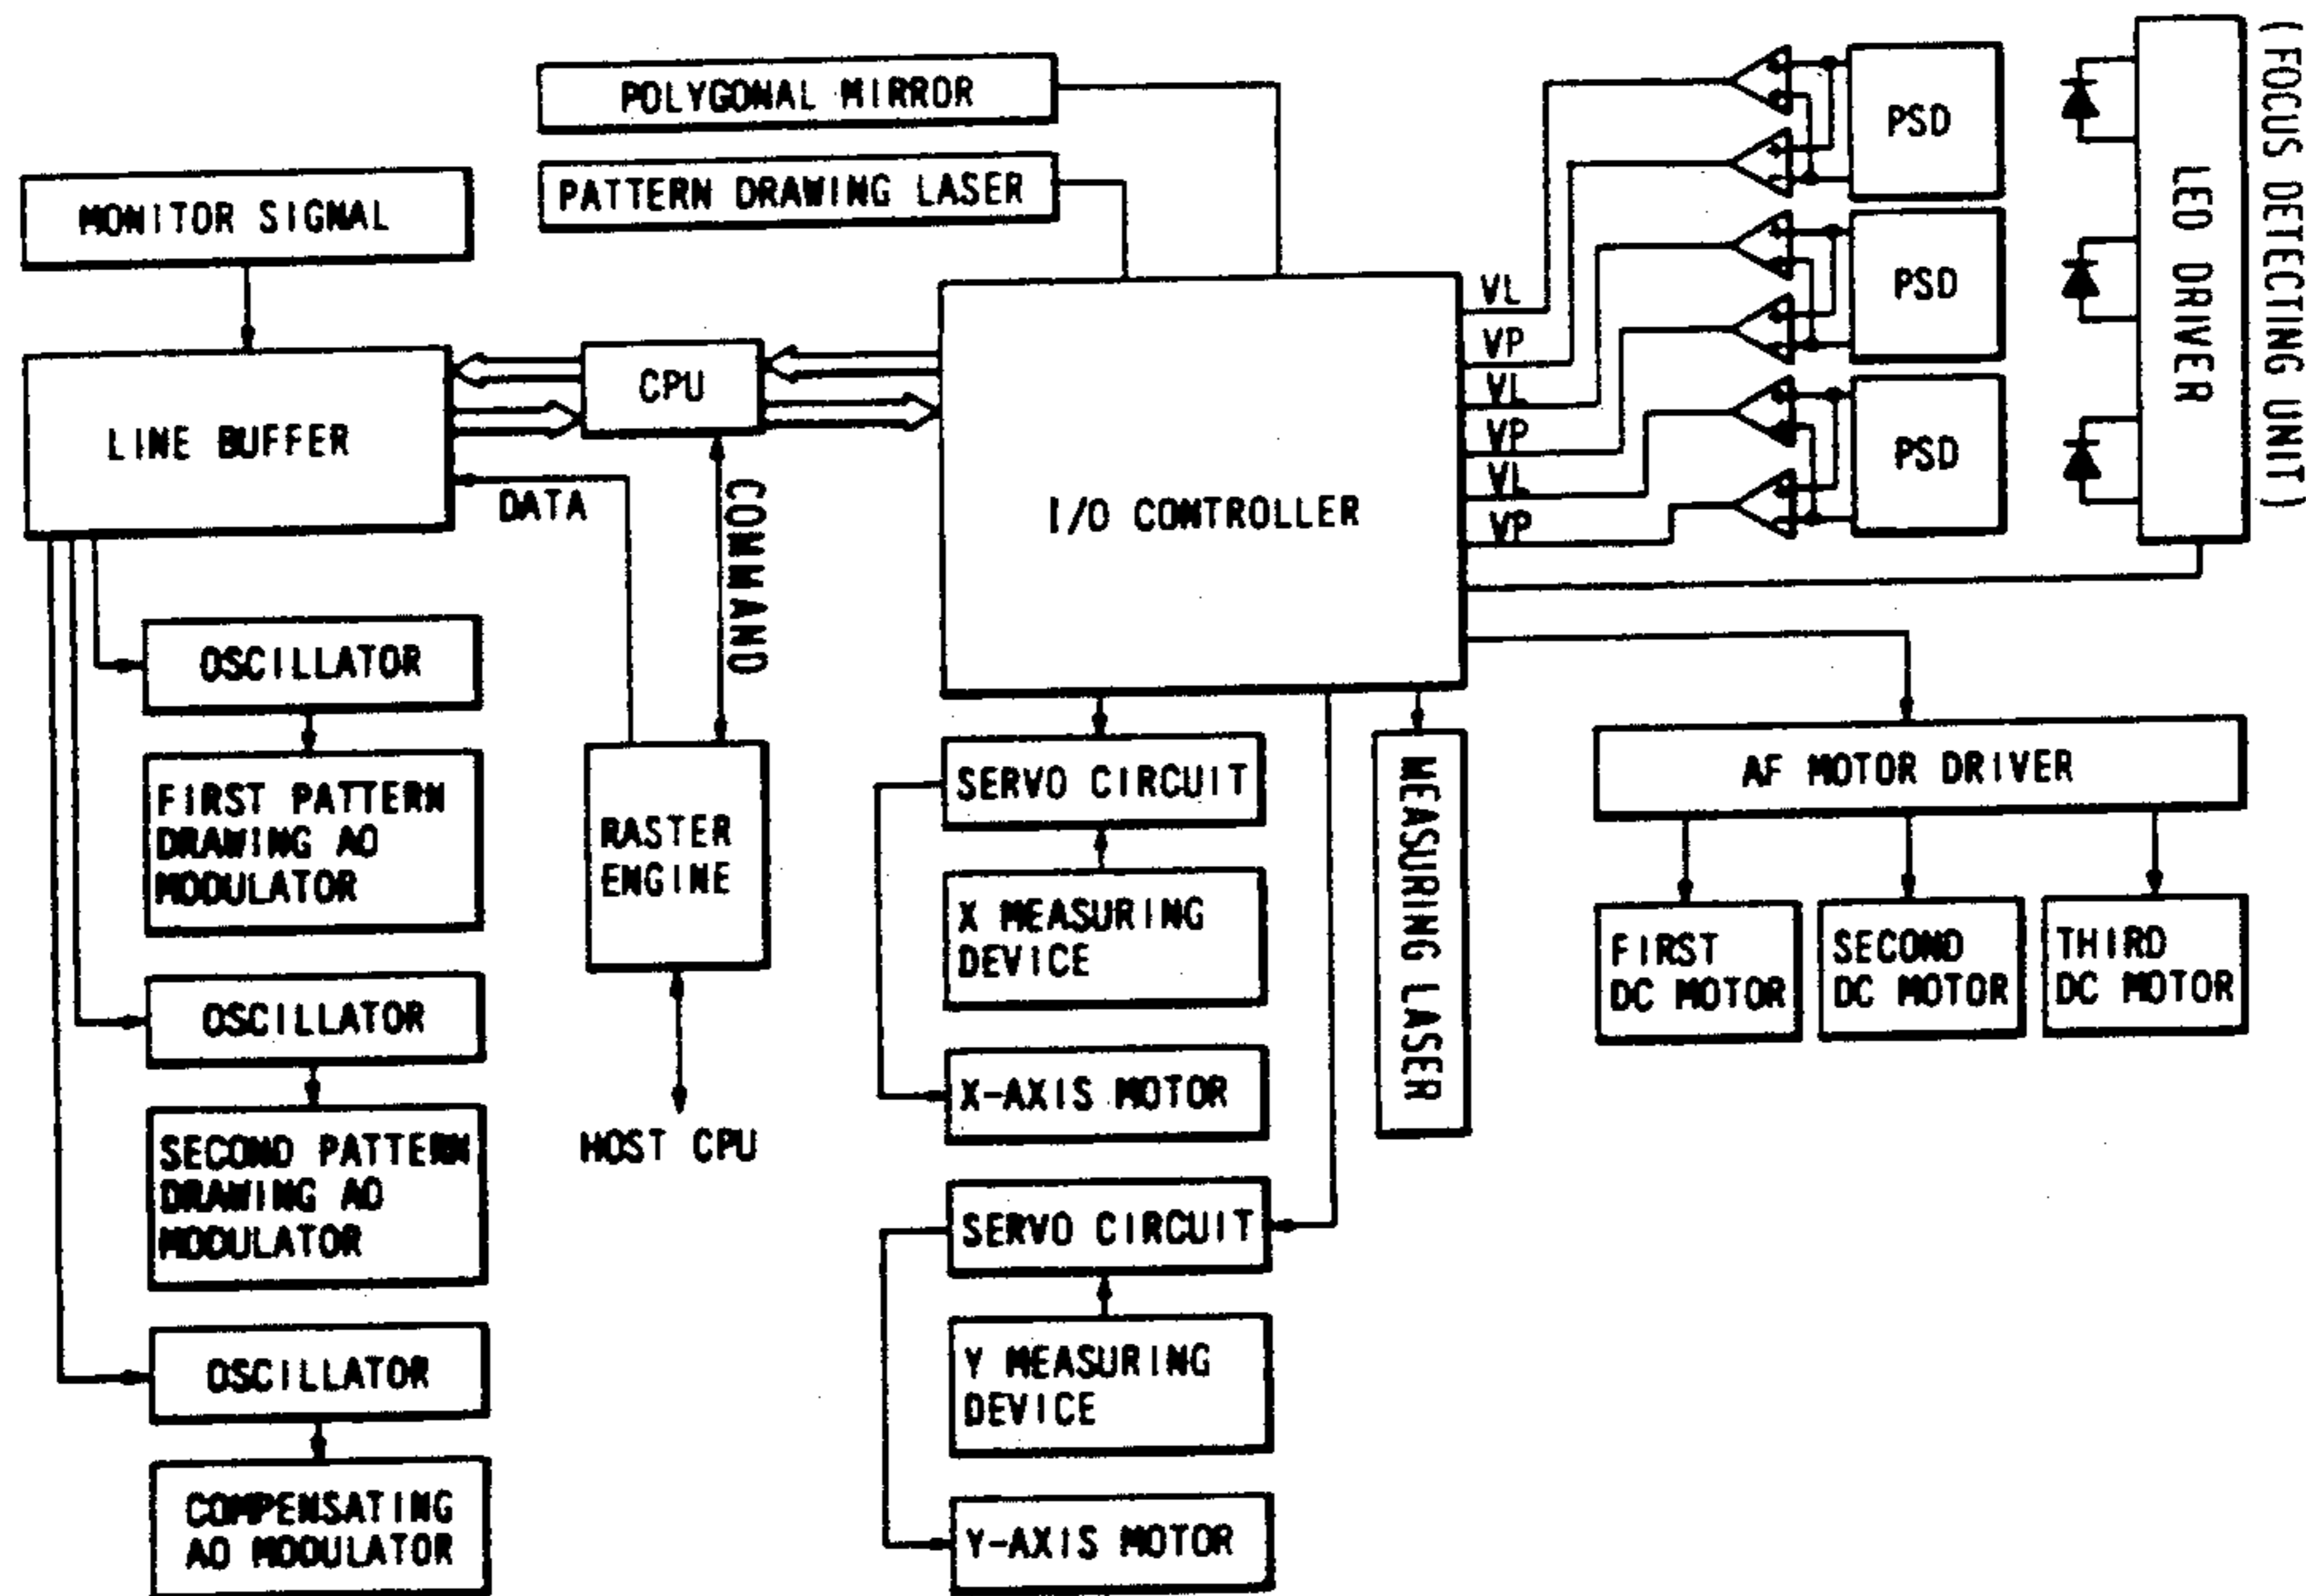 POLYGONAL MIRROR
PATTERN DRAWING LASER
MONITOR SIGNAL
LINE BUFFER
CPU
DATA
COMMAND
I/O CONTROLLER
VL
VP
VL
VP
VL
VP
PSD
PSD
PSD
LED DRIVER
(FOCUS DETECTING UNIT)
OSCILLATOR
FIRST PATTERN
DRAWING AO
MODULATOR
OSCILLATOR
SECOND PATTERN
DRAWING AO
MODULATOR
OSCILLATOR
COMPENSATING
AO MODULATOR
RASTER
ENGINE
HOST CPU
SERVO CIRCUIT
X MEASURING
DEVICE
X-AXIS MOTOR
SERVO CIRCUIT
Y MEASURING
DEVICE
Y-AXIS MOTOR
MEASURING LASER
AF MOTOR DRIVER
FIRST
DC MOTOR
SECOND
DC MOTOR
THIRD
DC MOTOR